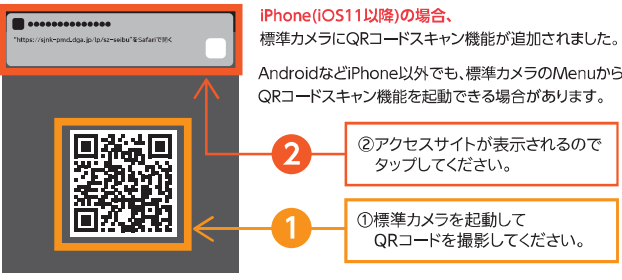 ●●●●●●●●●●●●●●
"https://sjnk-pmd.dga.jp/lp/sz-seibu"をSafariで開く
iPhone(iOS11以降)の場合、
標準カメラにQRコードスキャン機能が追加されました。
AndroidなどiPhone以外でも、標準カメラのMenuから
QRコードスキャン機能を起動できる場合があります。
2
②アクセスサイトが表示されるので
タップしてください。
1
①標準カメラを起動して
QRコードを撮影してください。